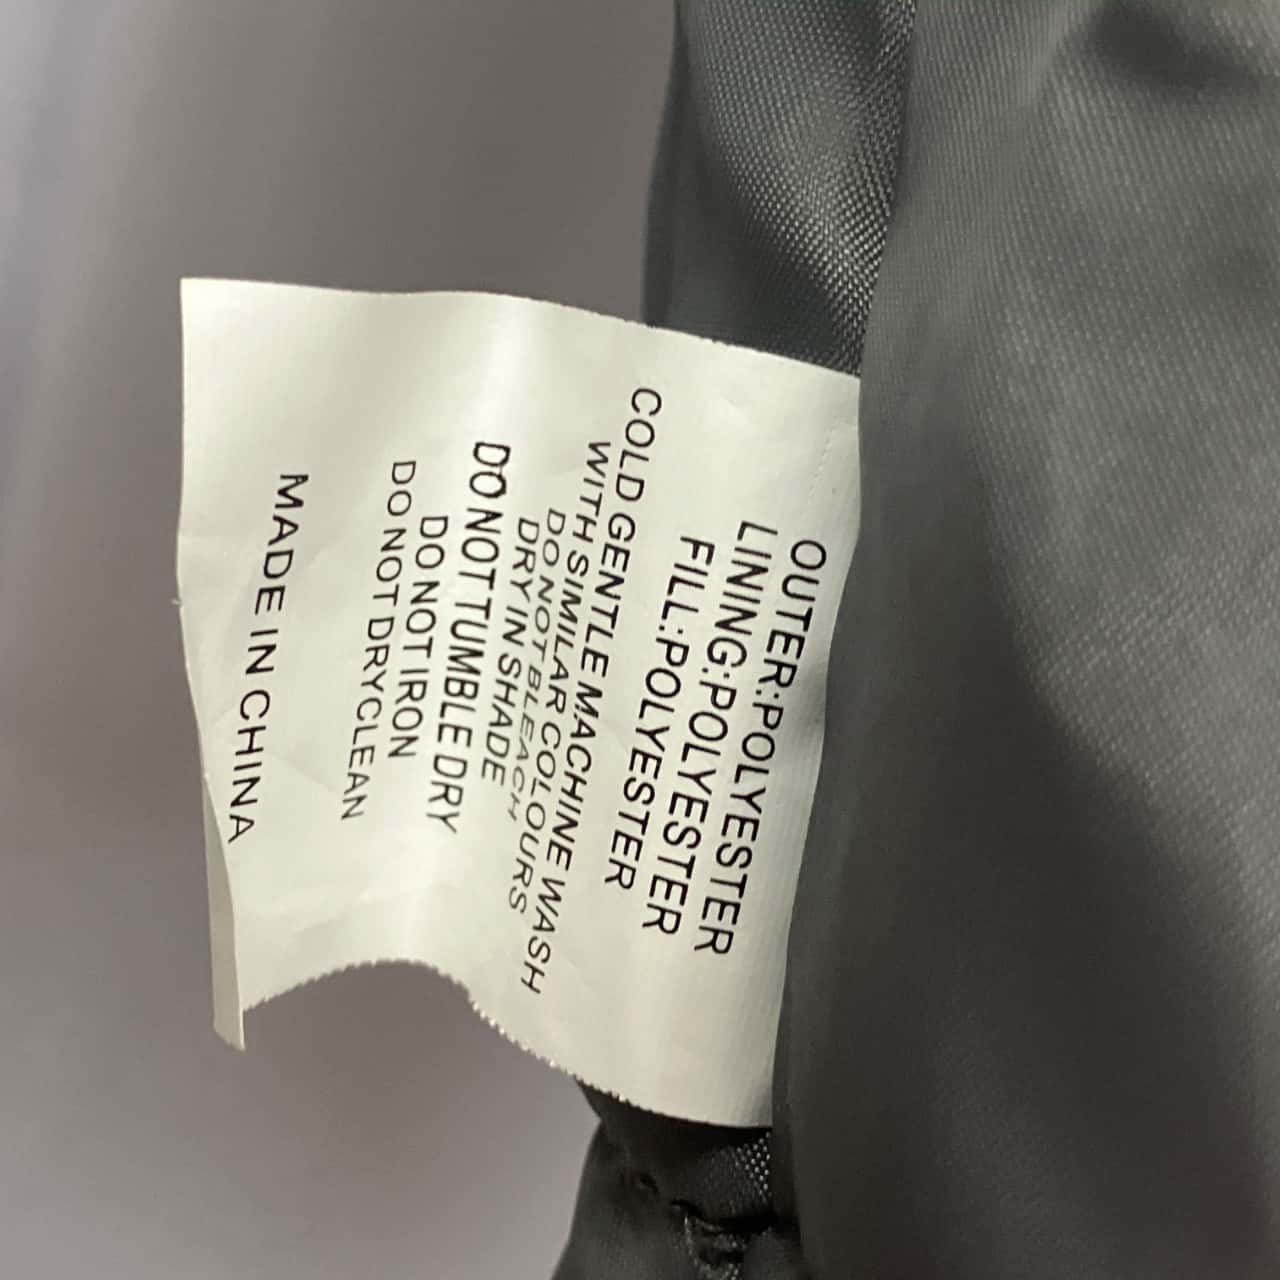 OUTER:POLYESTER
LINING:POLYESTER
FILL:POLYESTER
COLD GENTLE MACHINE WASH
WITH SIMILAR COLOURS
DO NOT BLEACH
DRY IN SHADE
DO NOT TUMBLE DRY
DO NOT IRON
DO NOT DRYCLEAN
MADE IN CHINA